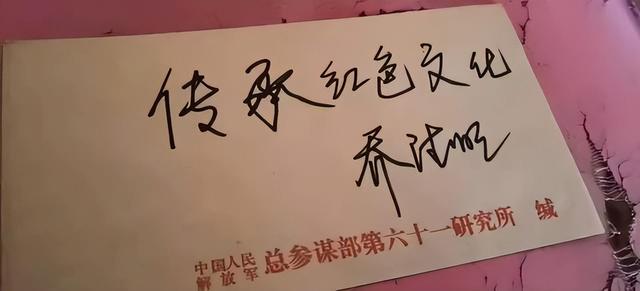 传承红色文化
乔
中国人民
解放军 总参谋部第六十一研究所 缄